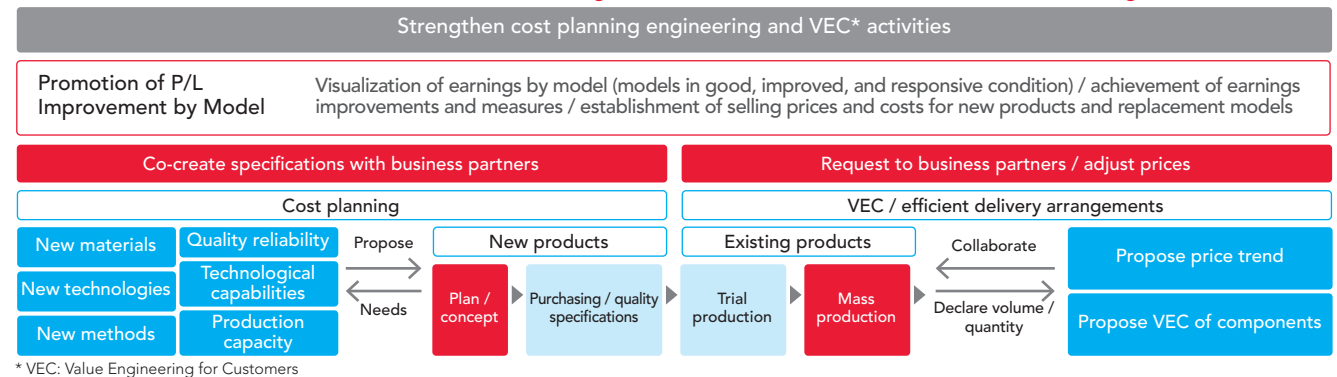 Strengthen cost planning engineering and VEC* activities
Promotion of P/L
Improvement by Model
Visualization of earnings by model (models in good, improved, and responsive condition) / achievement of earnings
improvements and measures / establishment of selling prices and costs for new products and replacement models
Co-create specifications with business partners
Request to business partners / adjust prices
Cost planning
VEC / efficient delivery arrangements
New materials
New technologies
New methods
Quality reliability
Technological
capabilities
Production
capacity
Propose
Needs
New products
Plan /
concept
Purchasing / quality
specifications
Existing products
Trial
production
Mass
production
Collaborate
Declare volume /
quantity
Propose price trend
Propose VEC of components
* VEC: Value Engineering for Customers